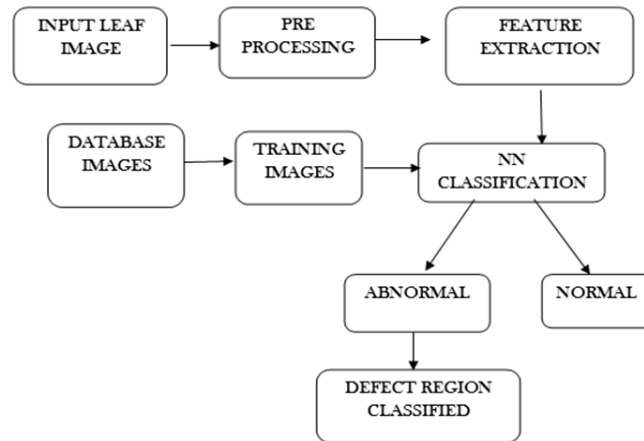 INPUT LEAF
IMAGE
PRE
PROCESSING
FEATURE
EXTRACTION
DATABASE
IMAGES
TRAINING
IMAGES
NN
CLASSIFICATION
ABNORMAL
NORMAL
DEFECT REGION
CLASSIFIED